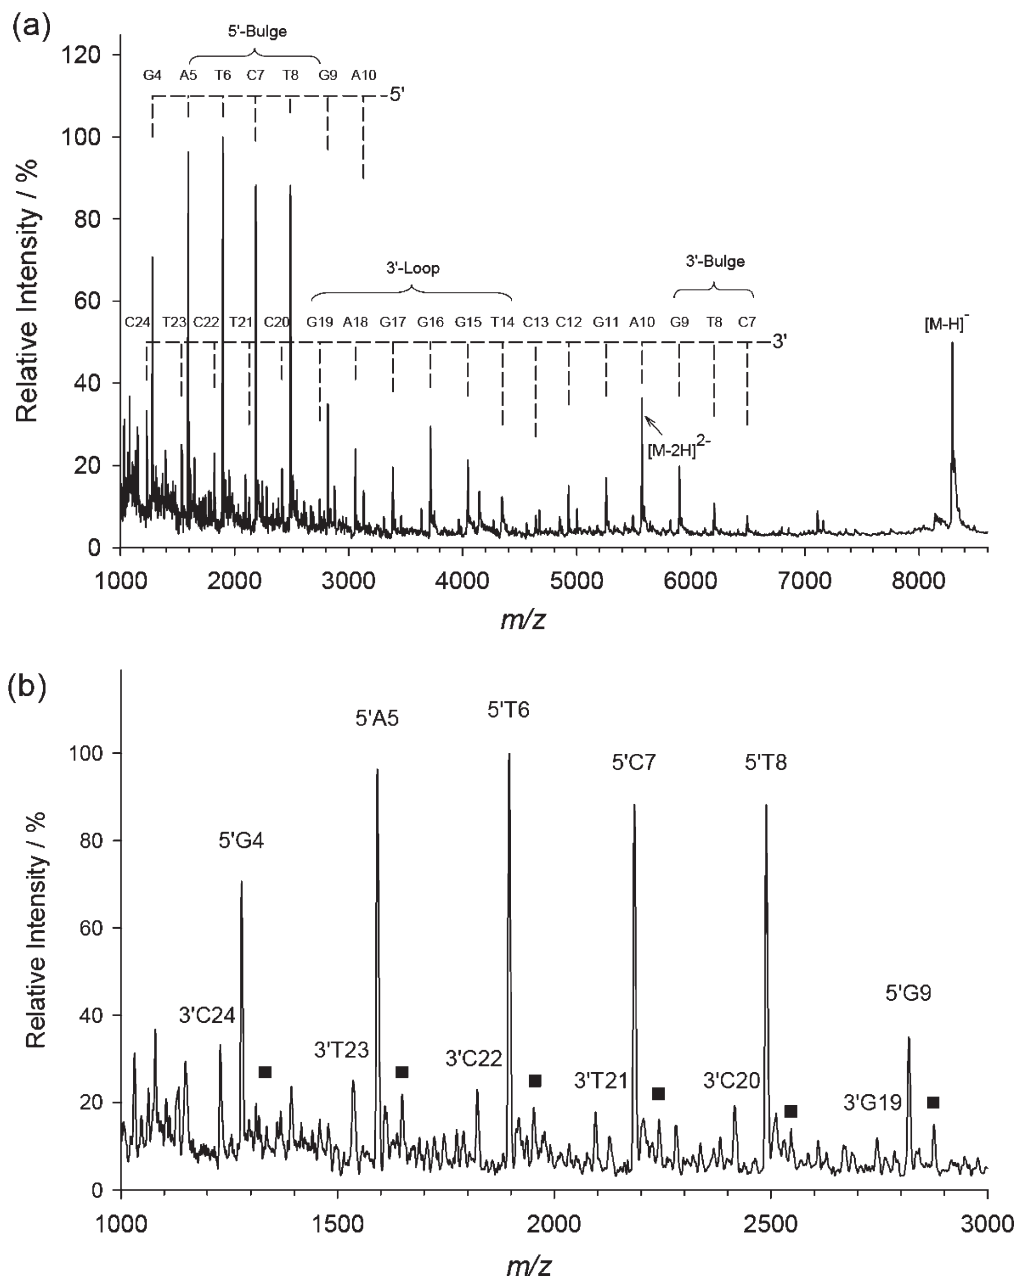 (a)
5'-Bulge
G4 A5 T6 C7 T8 G9 A10
5'
3'-Loop
3'-Bulge
C24 T23 C22 T21 C20 G19 A18 G17 G16 G15 T14 C13 C12 G11 A10 G9 T8 C7
3'
[M-H]-
[M-2H]2-
Relative Intensity / %
120
100
80
60
40
20
0
1000 2000 3000 4000 5000 6000 7000 8000
m/z
(b)
5'A5
5'T6
5'C7
5'T8
5'G4
5'G9
3'C24
3'T23
3'C22
3'T21
3'C20
3'G19
Relative Intensity / %
100
80
60
40
20
0
1000 1500 2000 2500 3000
m/z